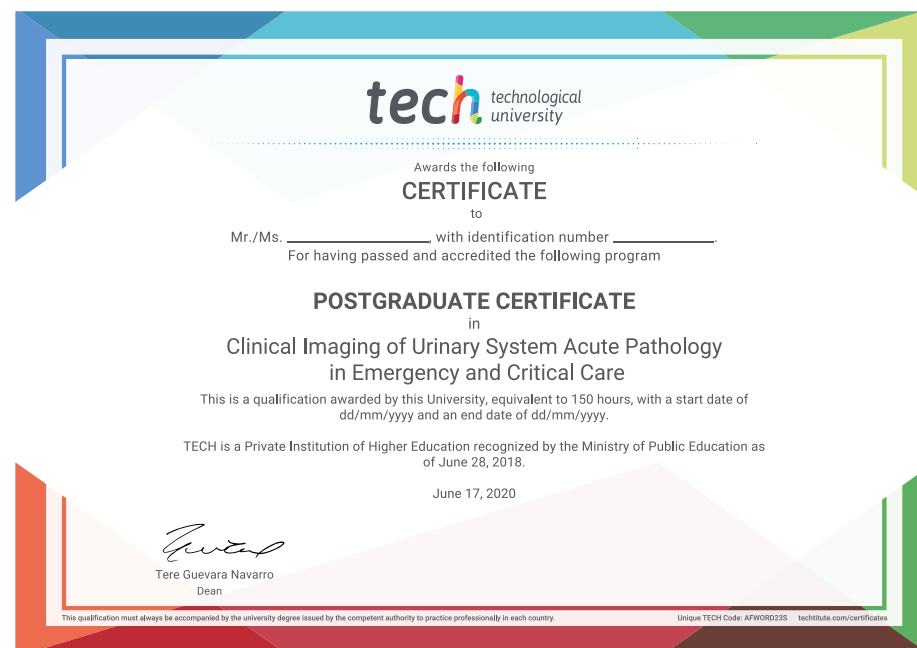 tech technological
university
Awards the following
CERTIFICATE
to
Mr./Ms. ________________, with identification number ____________.
For having passed and accredited the following program
POSTGRADUATE CERTIFICATE
in
Clinical Imaging of Urinary System Acute Pathology
in Emergency and Critical Care
This is a qualification awarded by this University, equivalent to 150 hours, with a start date of
dd/mm/yyyy and an end date of dd/mm/yyyy.
TECH is a Private Institution of Higher Education recognized by the Ministry of Public Education as
of June 28, 2018.
June 17, 2020
Tere Guevara Navarro
Dean
This qualification must always be accompanied by the university degree issued by the competent authority to practice professionally in each country. Unique TECH Code: AFWORD23S techtitute.com/certificates